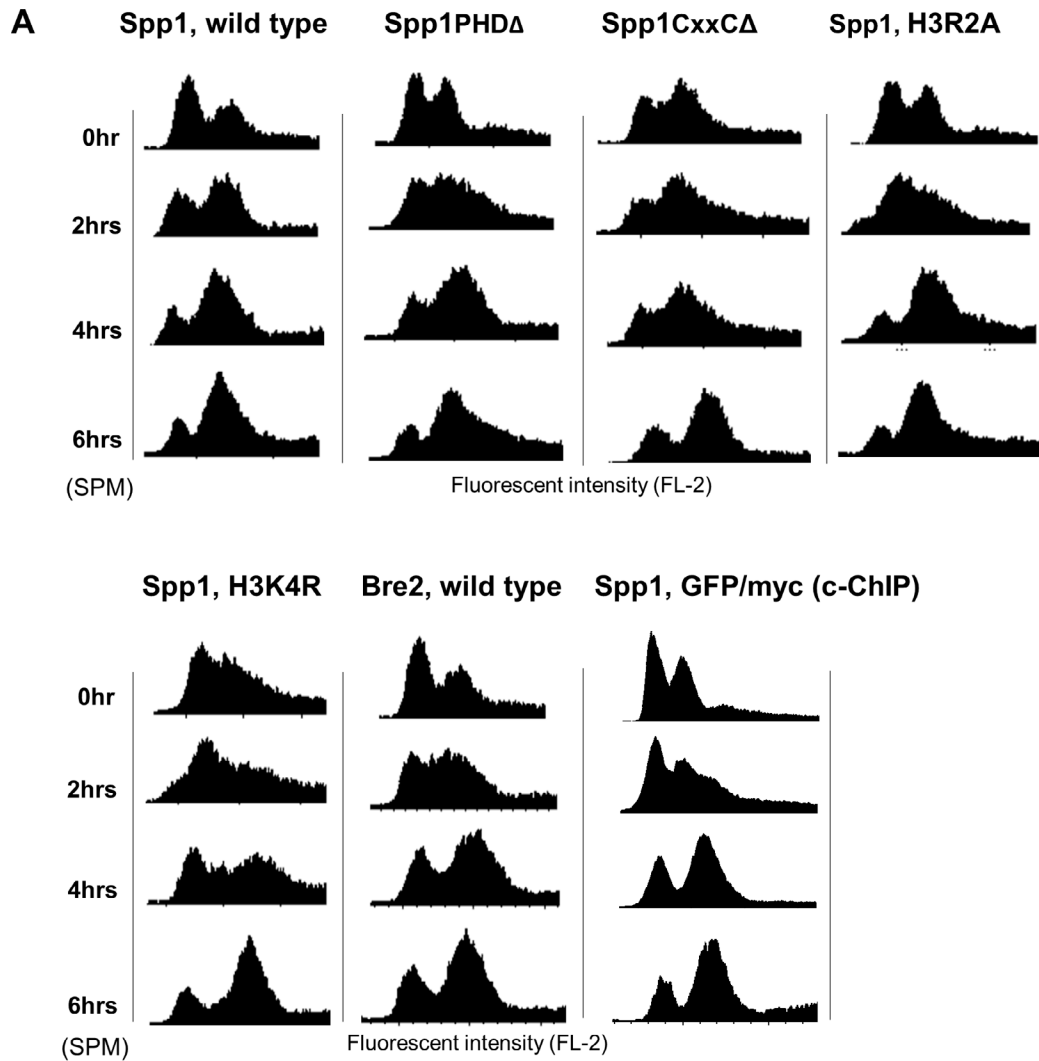 A
Spp1, wild type Spp1PHDΔ Spp1CxxCΔ Spp1, H3R2A
0hr
2hrs
4hrs
6hrs
(SPM) Fluorescent intensity (FL-2)
Spp1, H3K4R Bre2, wild type Spp1, GFP/myc (c-ChIP)
0hr
2hrs
4hrs
6hrs
(SPM) Fluorescent intensity (FL-2)